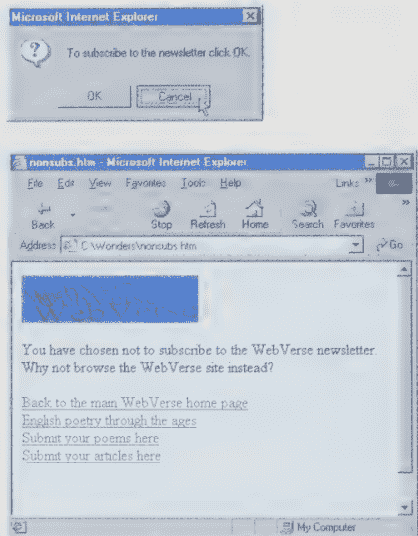 Microsoft Internet Explorer
To subscribe to the newsletter click OK.
OK
Cancel
nonsubs.htm - Microsoft Internet Explorer
File Edit View Favorites Tools Help
Links »
Back
Stop Refresh Home Search Favorites
»
Address C:\Wonders\nonsubs.htm
Go
You have chosen not to subscribe to the WebVerse newsletter.
Why not browse the WebVerse site instead?
Back to the main WebVerse home page
English poetry through the ages
Submit your poems here
Submit your articles here
My Computer